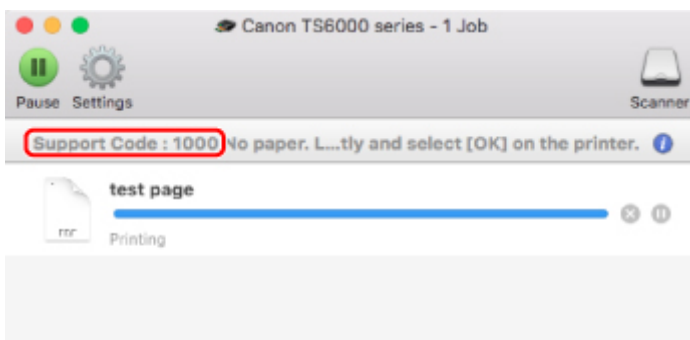 Canon TS6000 series - 1 Job
Pause Settings Scanner
Support Code : 1000 No paper. L...tly and select [OK] on the printer.
test page
Printing